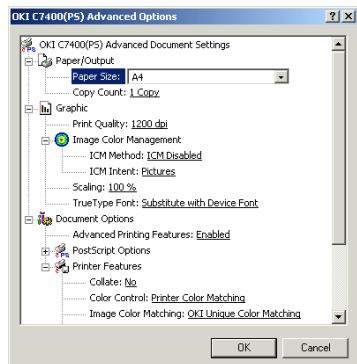 OKI C7400(PS) Advanced Options
OKI C7400(PS) Advanced Document Settings
Paper/Output
Paper Size: A4
Copy Count: 1 Copy
Graphic
Print Quality: 1200 dpi
Image Color Management
ICM Method: ICM Disabled
ICM Intent: Pictures
Scaling: 100 %
TrueType Font: Substitute with Device Font
Document Options
Advanced Printing Features: Enabled
PostScript Options
Printer Features
Collate: No
Color Control: Printer Color Matching
Image Color Matching: OKI Unique Color Matching
OK Cancel